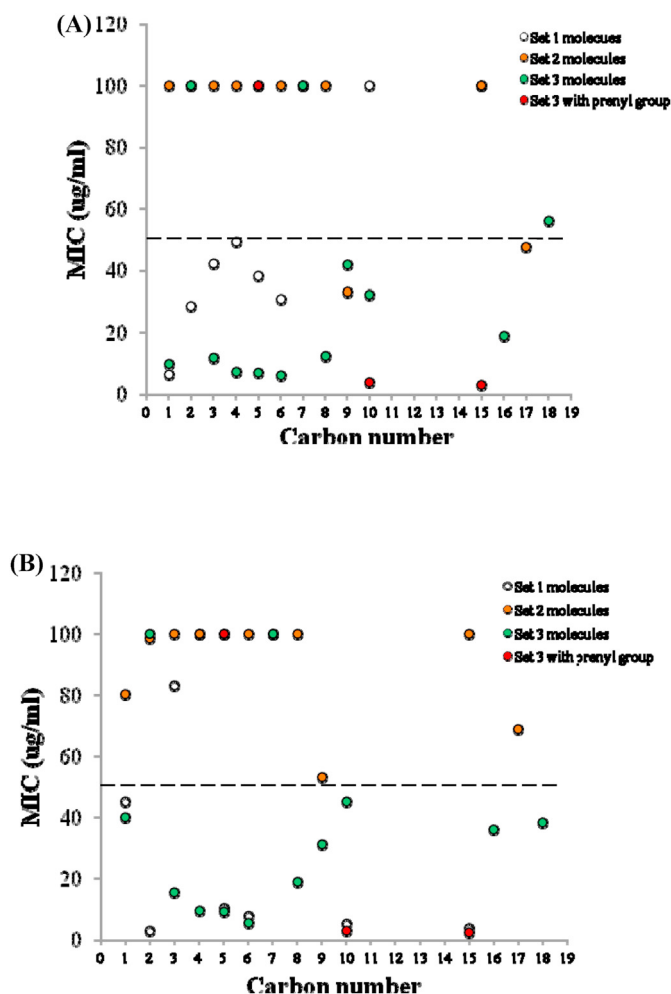 (A)
120
100
80
60
40
20
0
MIC (ug/ml)
Set 1 molecues
Set 2 molecules
Set 3 molecules
Set 3 with prenyl group
0 1 2 3 4 5 6 7 8 9 10 11 12 13 14 15 16 17 18 19
Carbon number
(B)
120
100
80
60
40
20
0
MIC (ug/ml)
Set 1 molecules
Set 2 molecules
Set 3 molecules
Set 3 with prenyl group
0 1 2 3 4 5 6 7 8 9 10 11 12 13 14 15 16 17 18 19
Carbon number